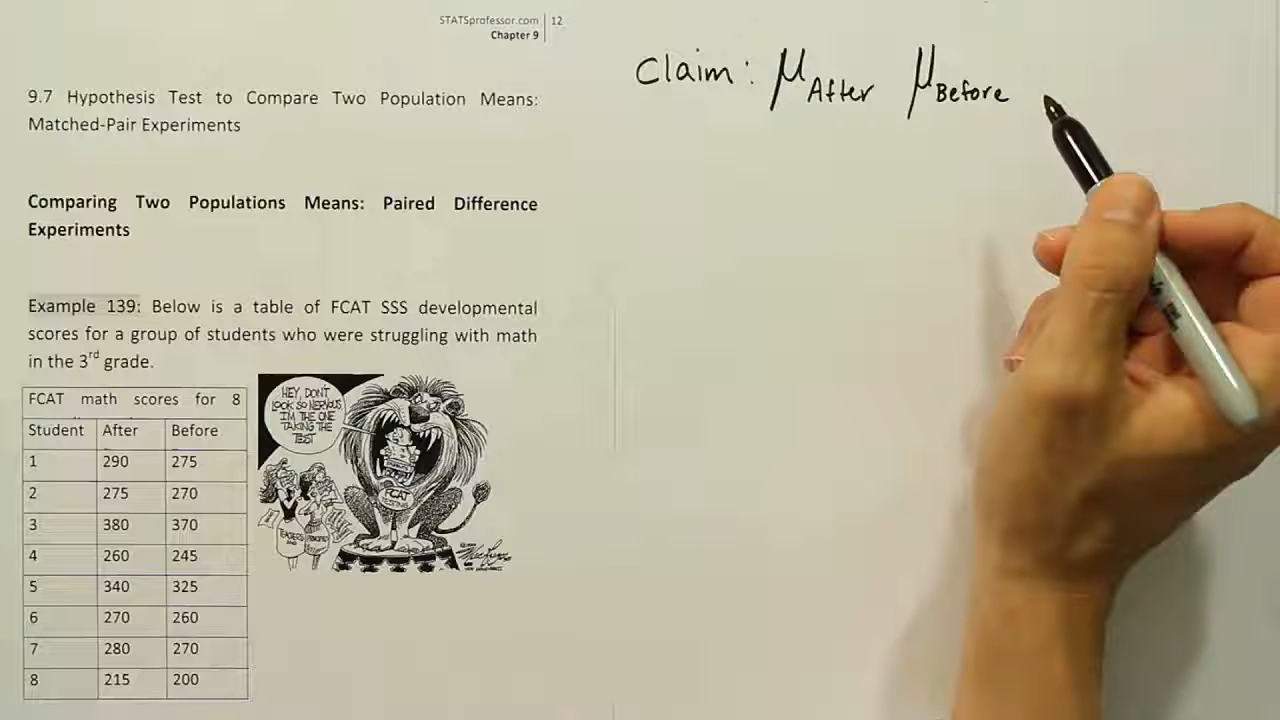 STATSprofessor.com 12
Chapter 9
Claim: μ After μ Before
9.7 Hypothesis Test to Compare Two Population Means:
Matched-Pair Experiments
Comparing Two Populations Means: Paired Difference
Experiments
Example 139: Below is a table of FCAT SSS developmental
scores for a group of students who were struggling with math
in the 3rd grade.
FCAT math scores for 8
Student After Before
1 290 275
2 275 270
3 380 370
4 260 245
5 340 325
6 270 260
7 280 270
8 215 200
HEY, DON'T
LOOK SO NERVOUS
I'M THE ONE
TAKING THE
TEST
FCAT